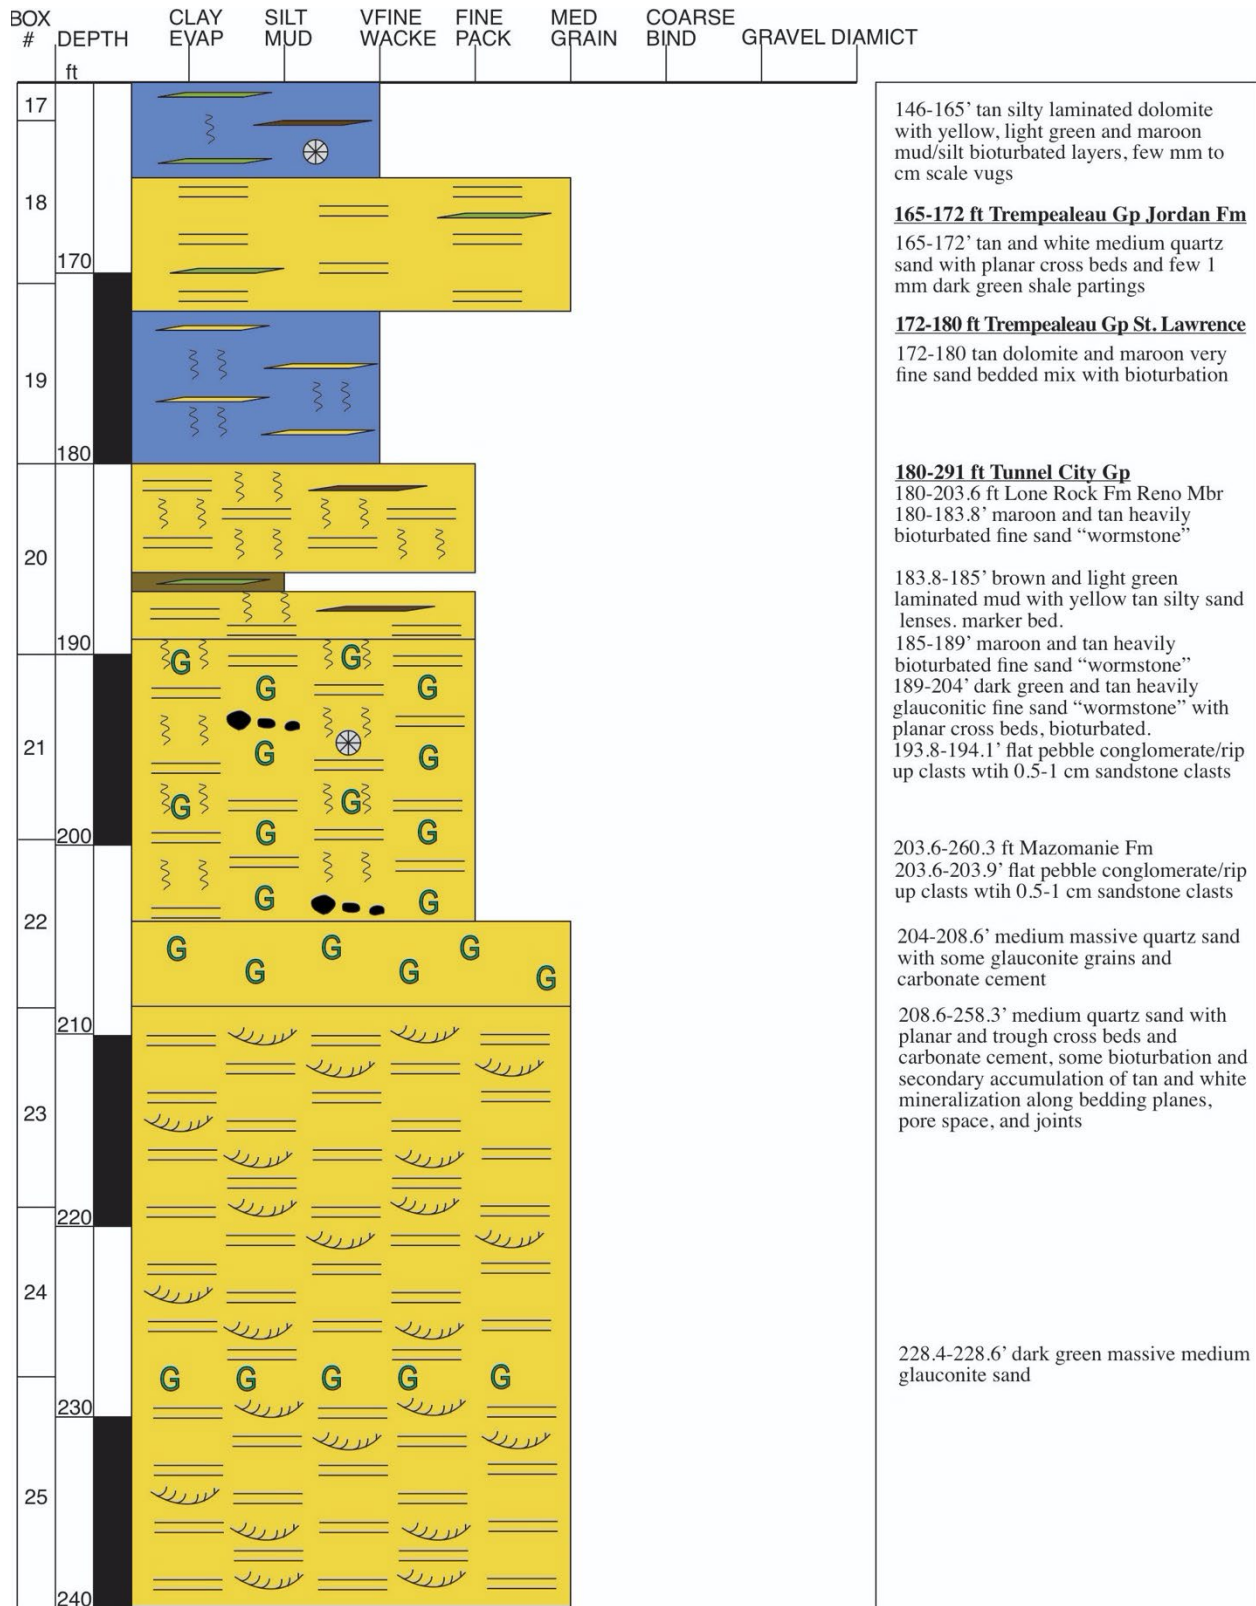 BOX
#
DEPTH
CLAY
EVAP
SILT
MUD
VFINE
WACKE
FINE
PACK
MED
GRAIN
COARSE
BIND
GRAVEL DIAMICT
ft
17
18
170
19
180
20
190
21
200
22
210
23
220
24
230
25
240
G G
G G
G G
G G
G G
G G
G G G
G G G
G G G G G
146-165’ tan silty laminated dolomite
with yellow, light green and maroon
mud/silt bioturbated layers, few mm to
cm scale vugs
165-172 ft Trempealeau Gp Jordan Fm
165-172’ tan and white medium quartz
sand with planar cross beds and few 1
mm dark green shale partings
172-180 ft Trempealeau Gp St. Lawrence
172-180 tan dolomite and maroon very
fine sand bedded mix with bioturbation
180-291 ft Tunnel City Gp
180-203.6 ft Lone Rock Fm Reno Mbr
180-183.8’ maroon and tan heavily
bioturbated fine sand “wormstone”
183.8-185’ brown and light green
laminated mud with yellow tan silty sand
lenses. marker bed.
185-189’ maroon and tan heavily
bioturbated fine sand “wormstone”
189-204’ dark green and tan heavily
glauconitic fine sand “wormstone” with
planar cross beds, bioturbated.
193.8-194.1’ flat pebble conglomerate/rip
up clasts wtih 0.5-1 cm sandstone clasts
203.6-260.3 ft Mazomanie Fm
203.6-203.9’ flat pebble conglomerate/rip
up clasts wtih 0.5-1 cm sandstone clasts
204-208.6’ medium massive quartz sand
with some glauconite grains and
carbonate cement
208.6-258.3’ medium quartz sand with
planar and trough cross beds and
carbonate cement, some bioturbation and
secondary accumulation of tan and white
mineralization along bedding planes,
pore space, and joints
228.4-228.6’ dark green massive medium
glauconite sand